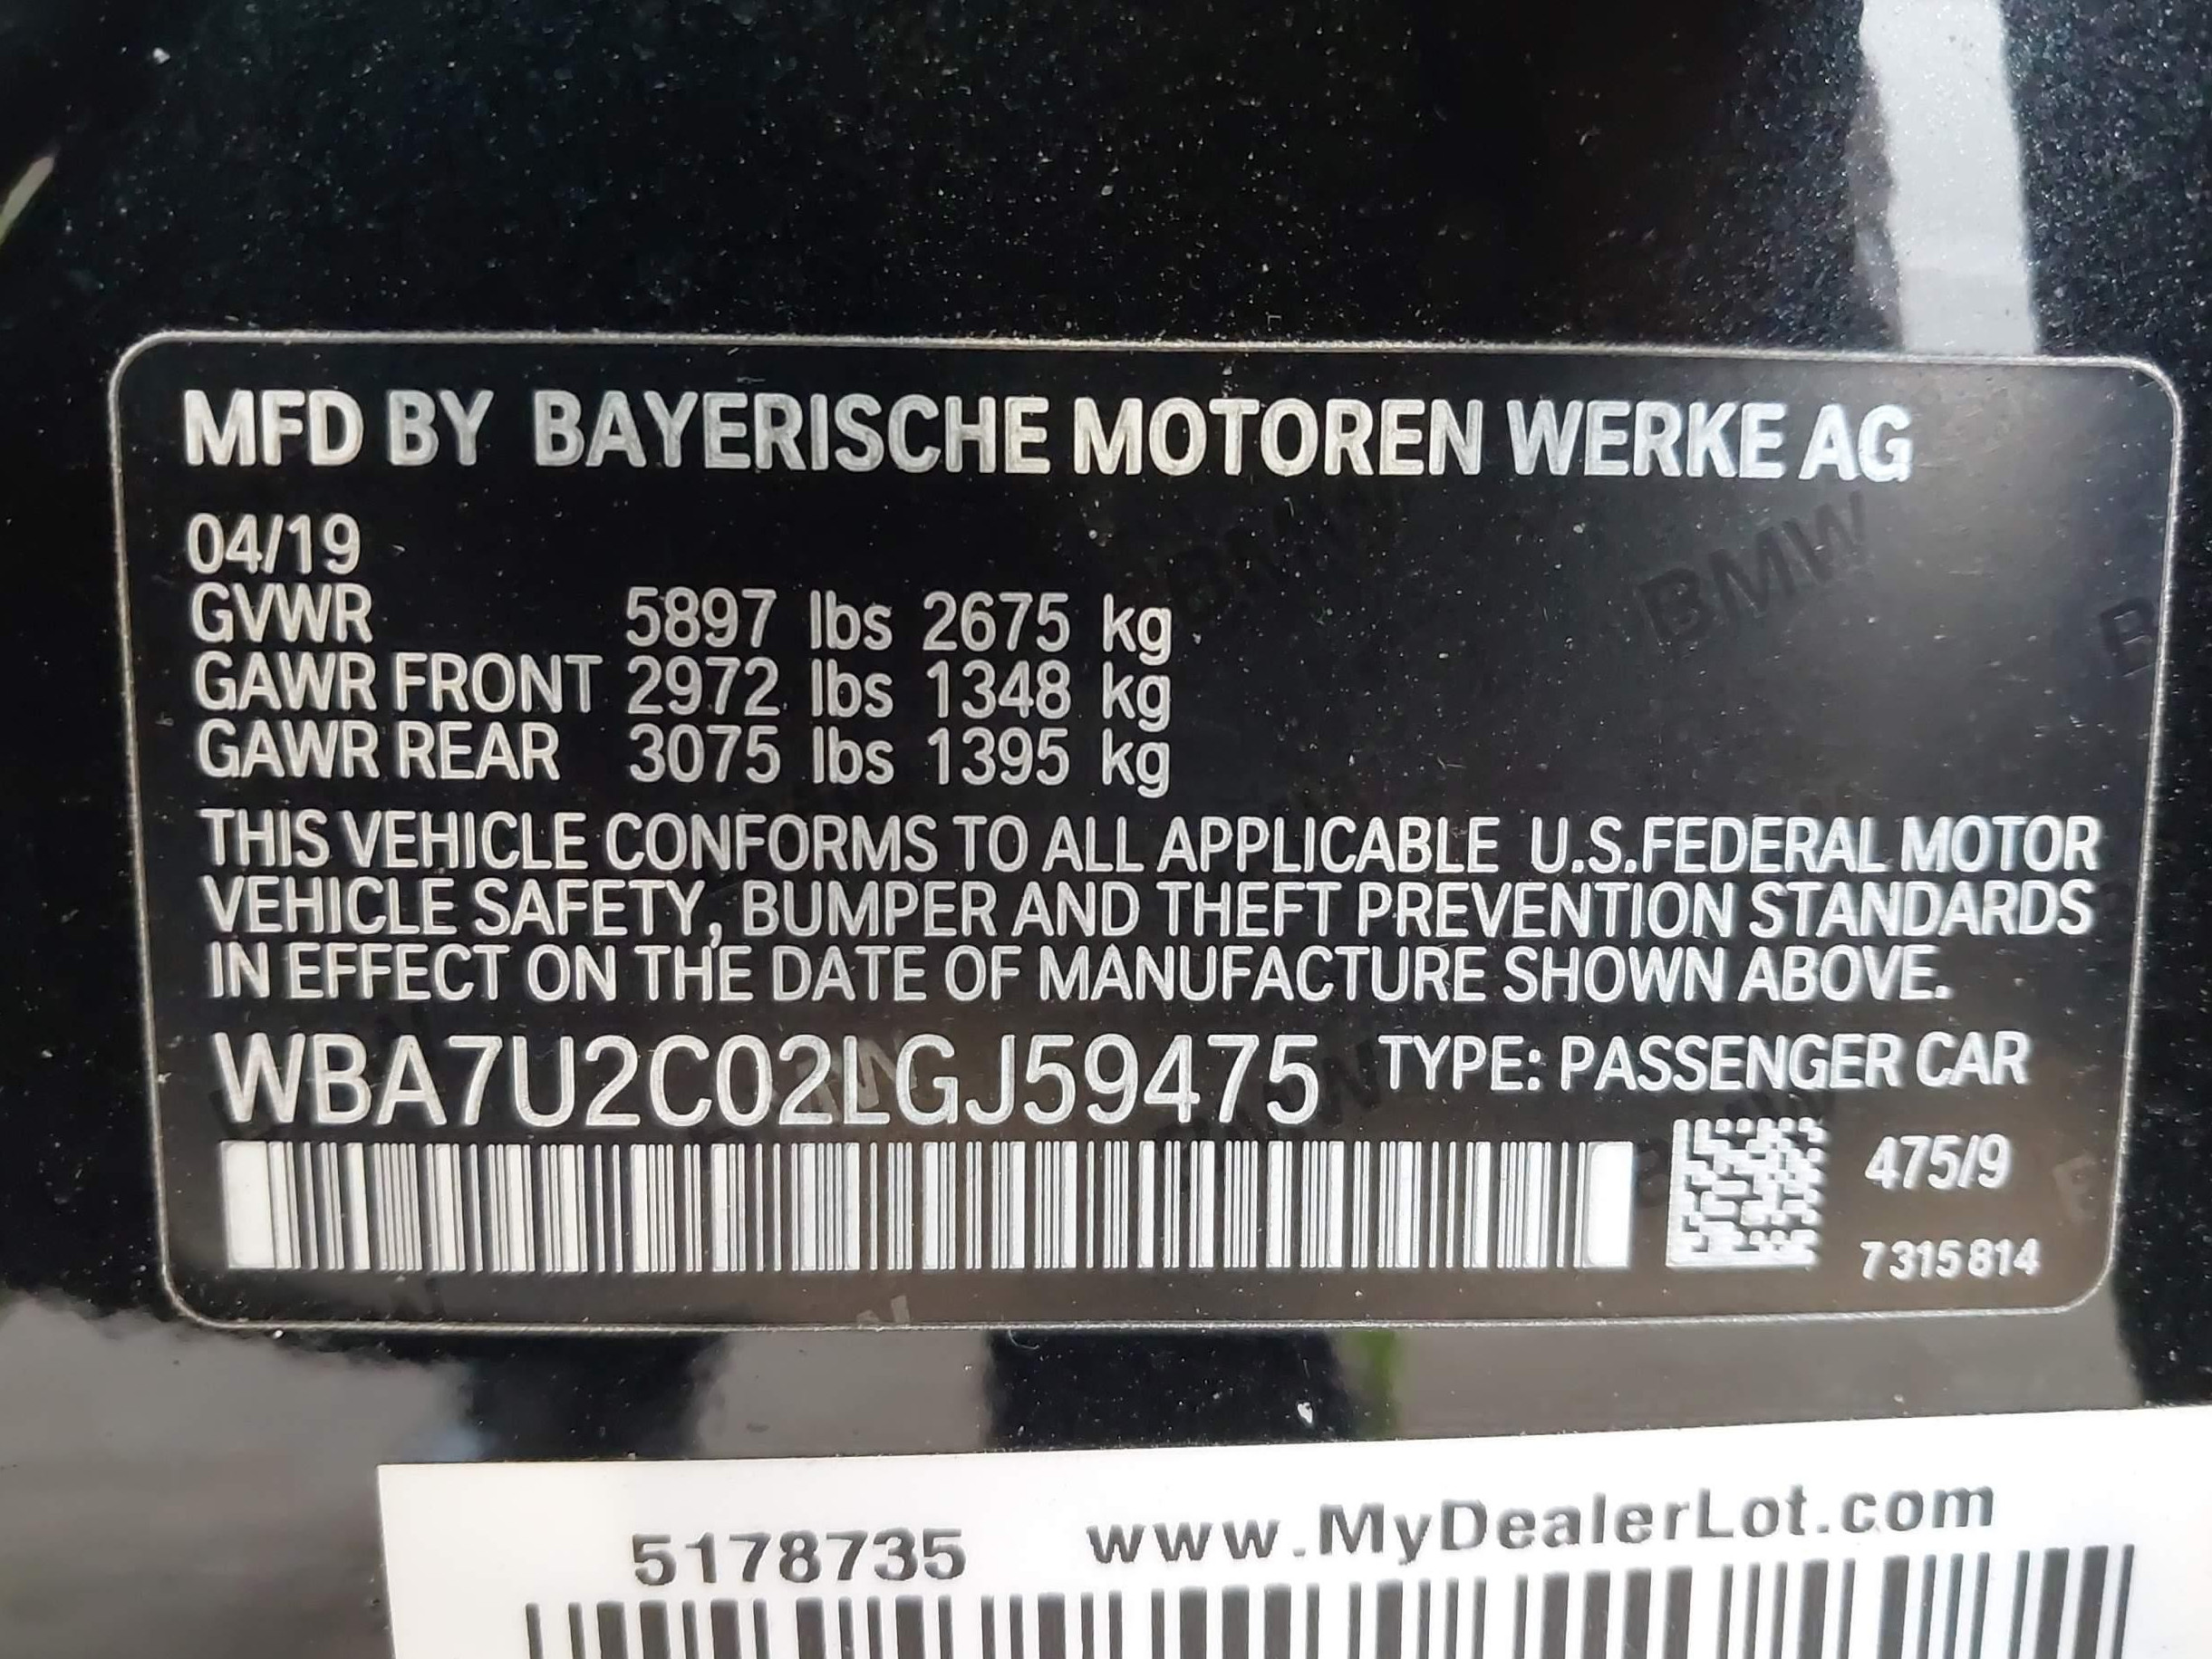 MFD BY BAYERISCHE MOTOREN WERKE AG
04/19
GVWR 5897 lbs 2675 kg
GAWR FRONT 2972 lbs 1348 kg
GAWR REAR 3075 lbs 1395 kg
THIS VEHICLE CONFORMS TO ALL APPLICABLE U.S.FEDERAL MOTOR
VEHICLE SAFETY, BUMPER AND THEFT PREVENTION STANDARDS
IN EFFECT ON THE DATE OF MANUFACTURE SHOWN ABOVE.
WBA7U2C02LGJ59475 TYPE: PASSENGER CAR
475/9
7315814
BMW
BMW
5178735 www.MyDealerLot.com